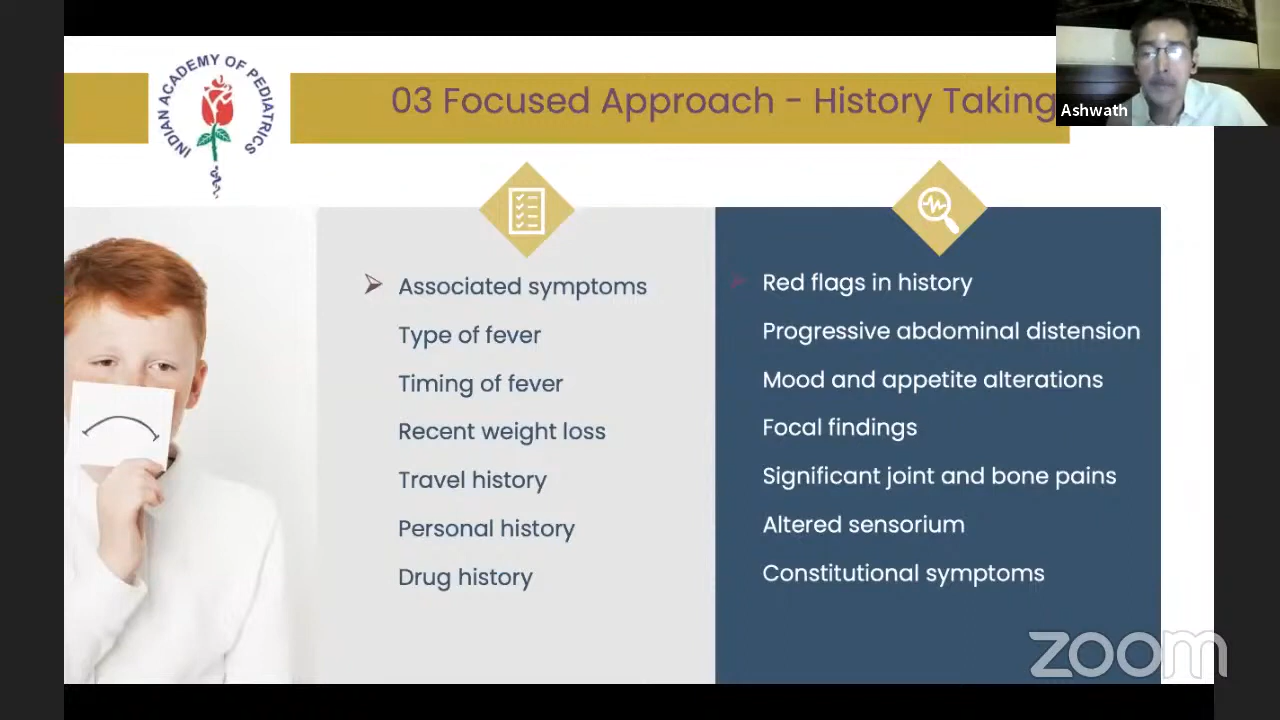 INDIAN ACADEMY OF PEDIATRICS
03 Focused Approach - History Taking
Ashwath
Associated symptoms
Type of fever
Timing of fever
Recent weight loss
Travel history
Personal history
Drug history
Red flags in history
Progressive abdominal distension
Mood and appetite alterations
Focal findings
Significant joint and bone pains
Altered sensorium
Constitutional symptoms
zoom